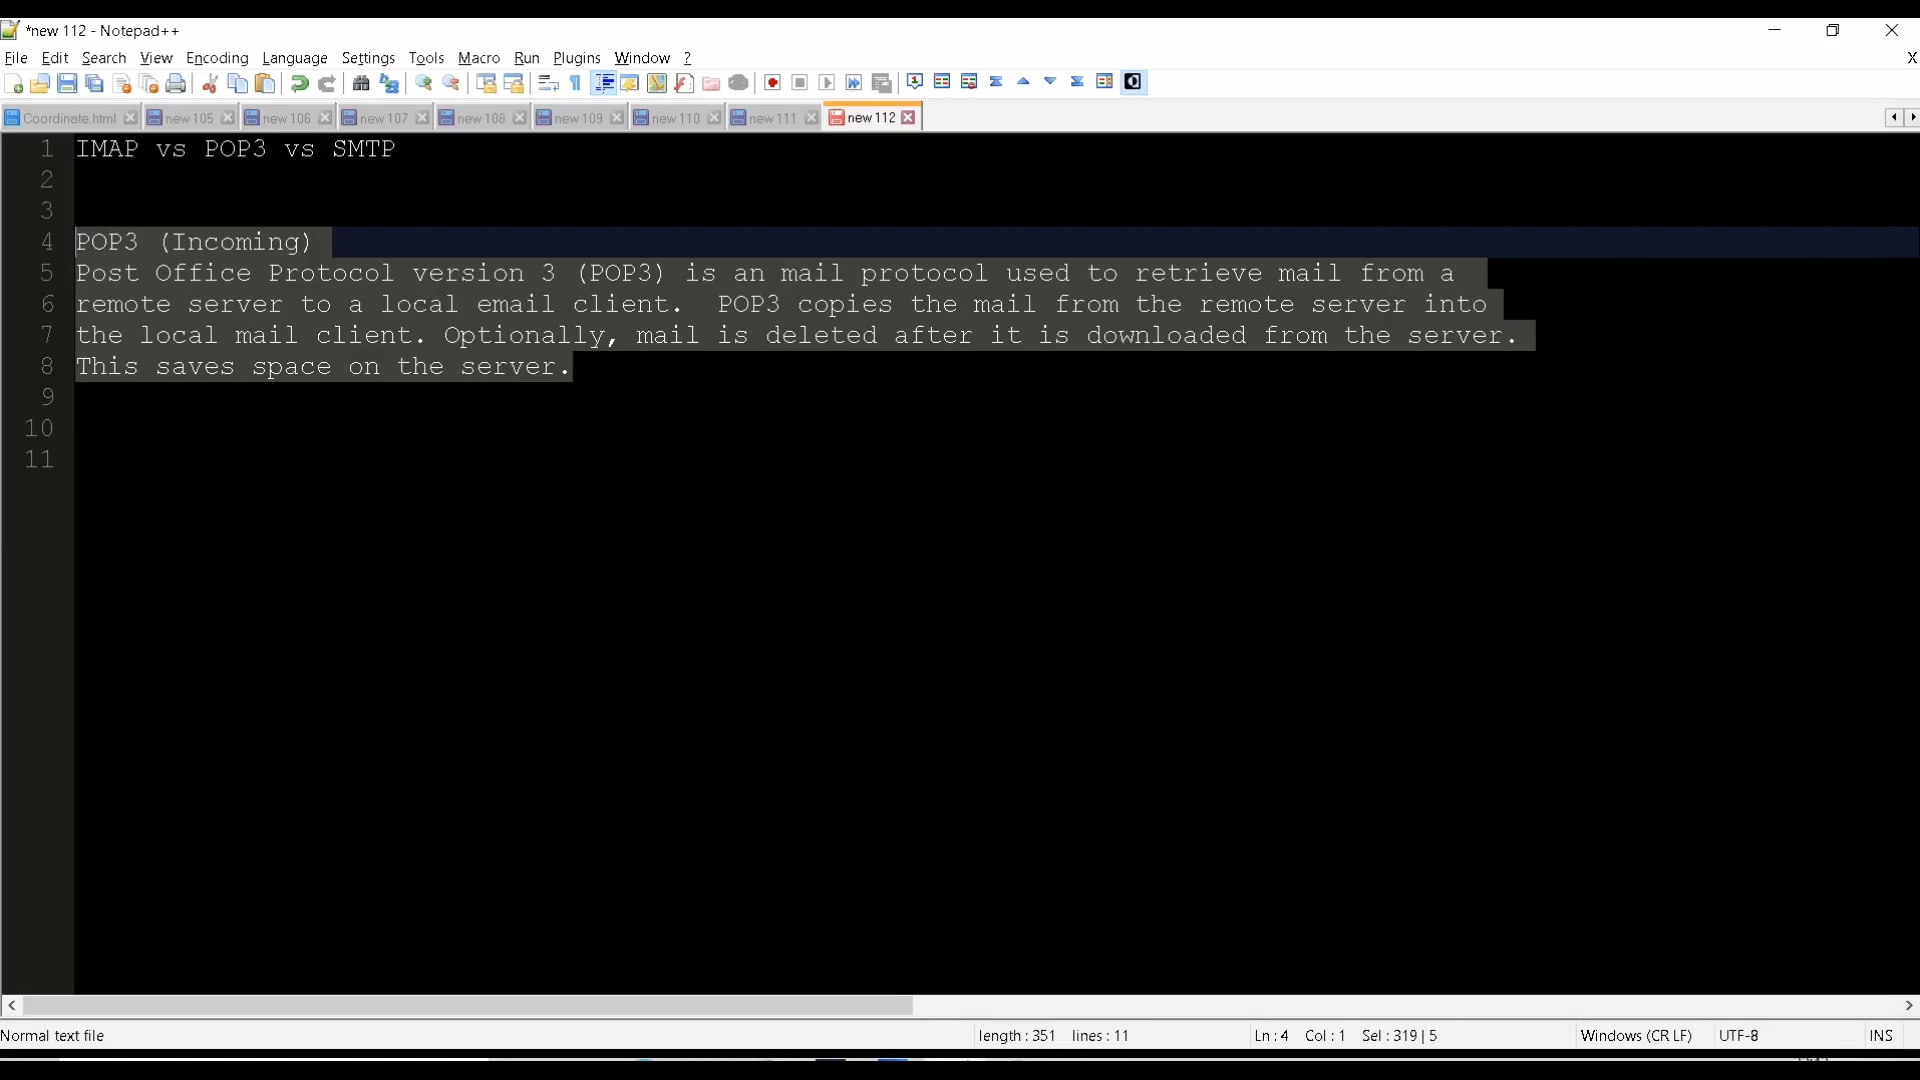 *new 112 - Notepad++
File Edit Search View Encoding Language Settings Tools Macro Run Plugins Window ?
X
Coordinate.html new 105 new 106 new 107 new 108 new 109 new 110 new 111 new 112
1 IMAP vs POP3 vs SMTP
2
3
4 POP3 (Incoming)
5 Post Office Protocol version 3 (POP3) is an mail protocol used to retrieve mail from a
6 remote server to a local email client.  POP3 copies the mail from the remote server into
7 the local mail client. Optionally, mail is deleted after it is downloaded from the server.
8 This saves space on the server.
9
10
11
Normal text file length : 351 lines : 11 Ln : 4 Col : 1 Sel : 319 | 5 Windows (CR LF) UTF-8 INS